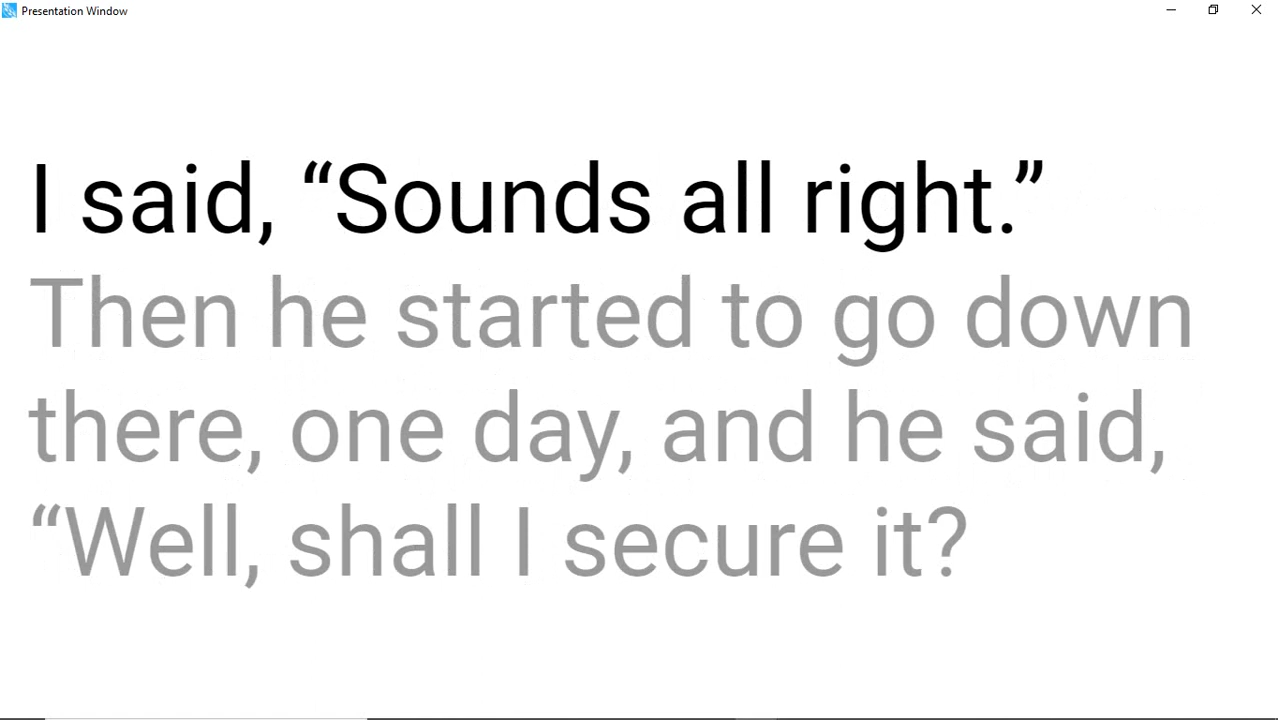 Presentation Window
I said, “Sounds all right.”
Then he started to go down
there, one day, and he said,
“Well, shall I secure it?